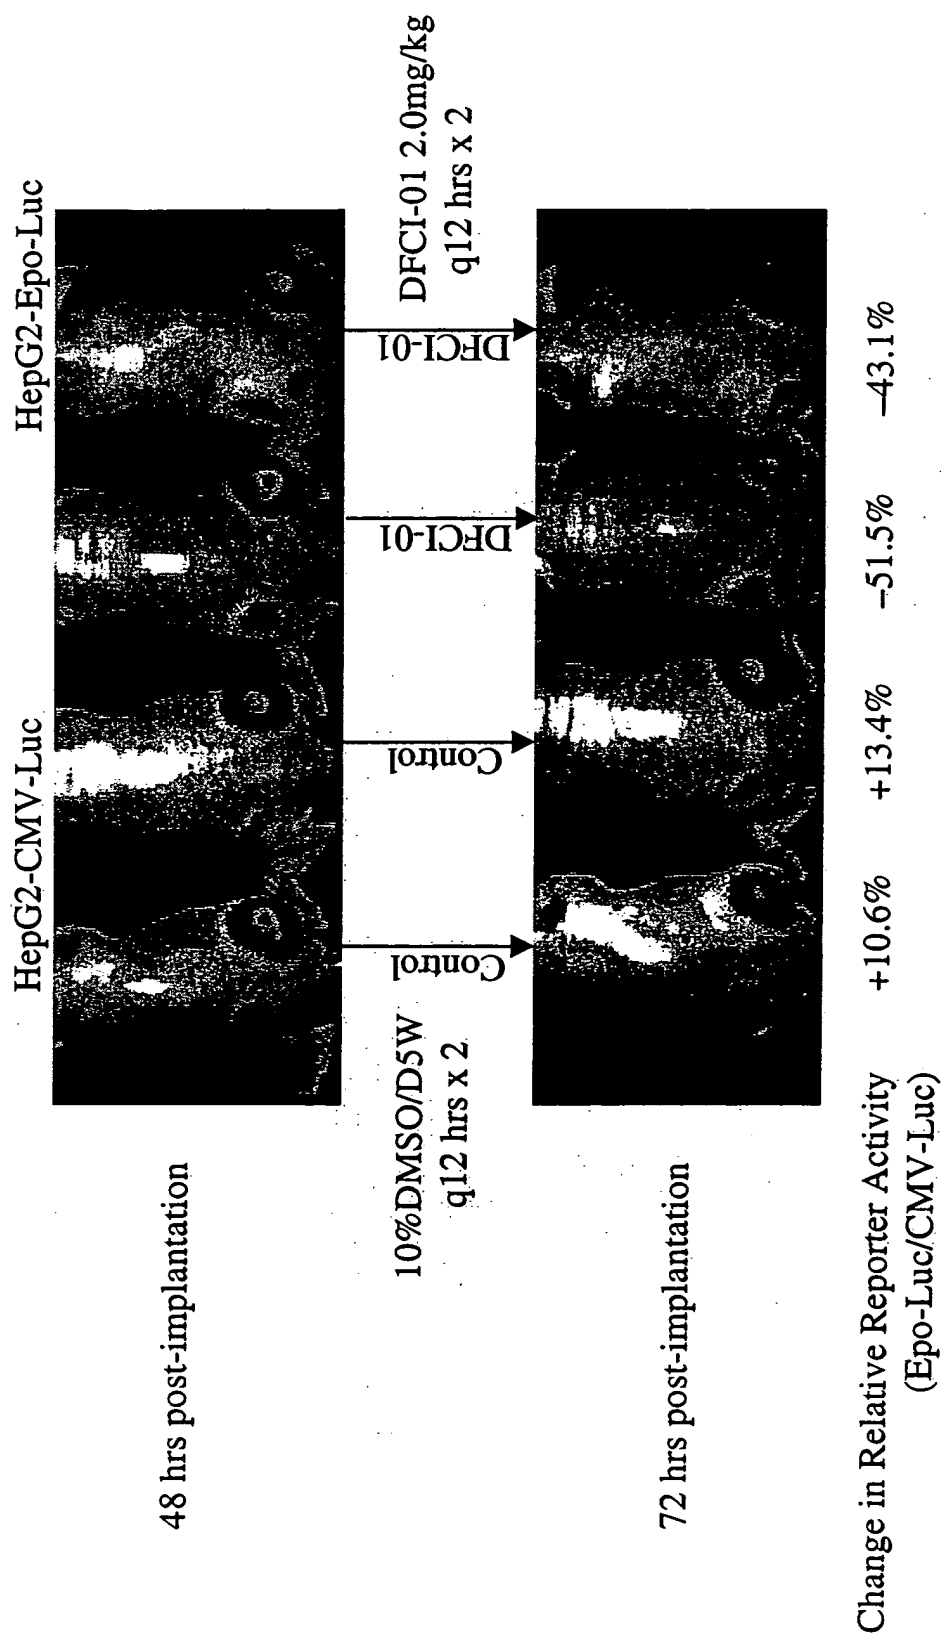 HepG2-CMV-Luc
HepG2-Epo-Luc
48 hrs post-implantation
10%DMSO/D5W
q12 hrs x 2
Control
Control
DFCI-01
DFCI-01
DFCI-01 2.0mg/kg
q12 hrs x 2
72 hrs post-implantation
Change in Relative Reporter Activity
(Epo-Luc/CMV-Luc)
+10.6%
+13.4%
–51.5%
–43.1%